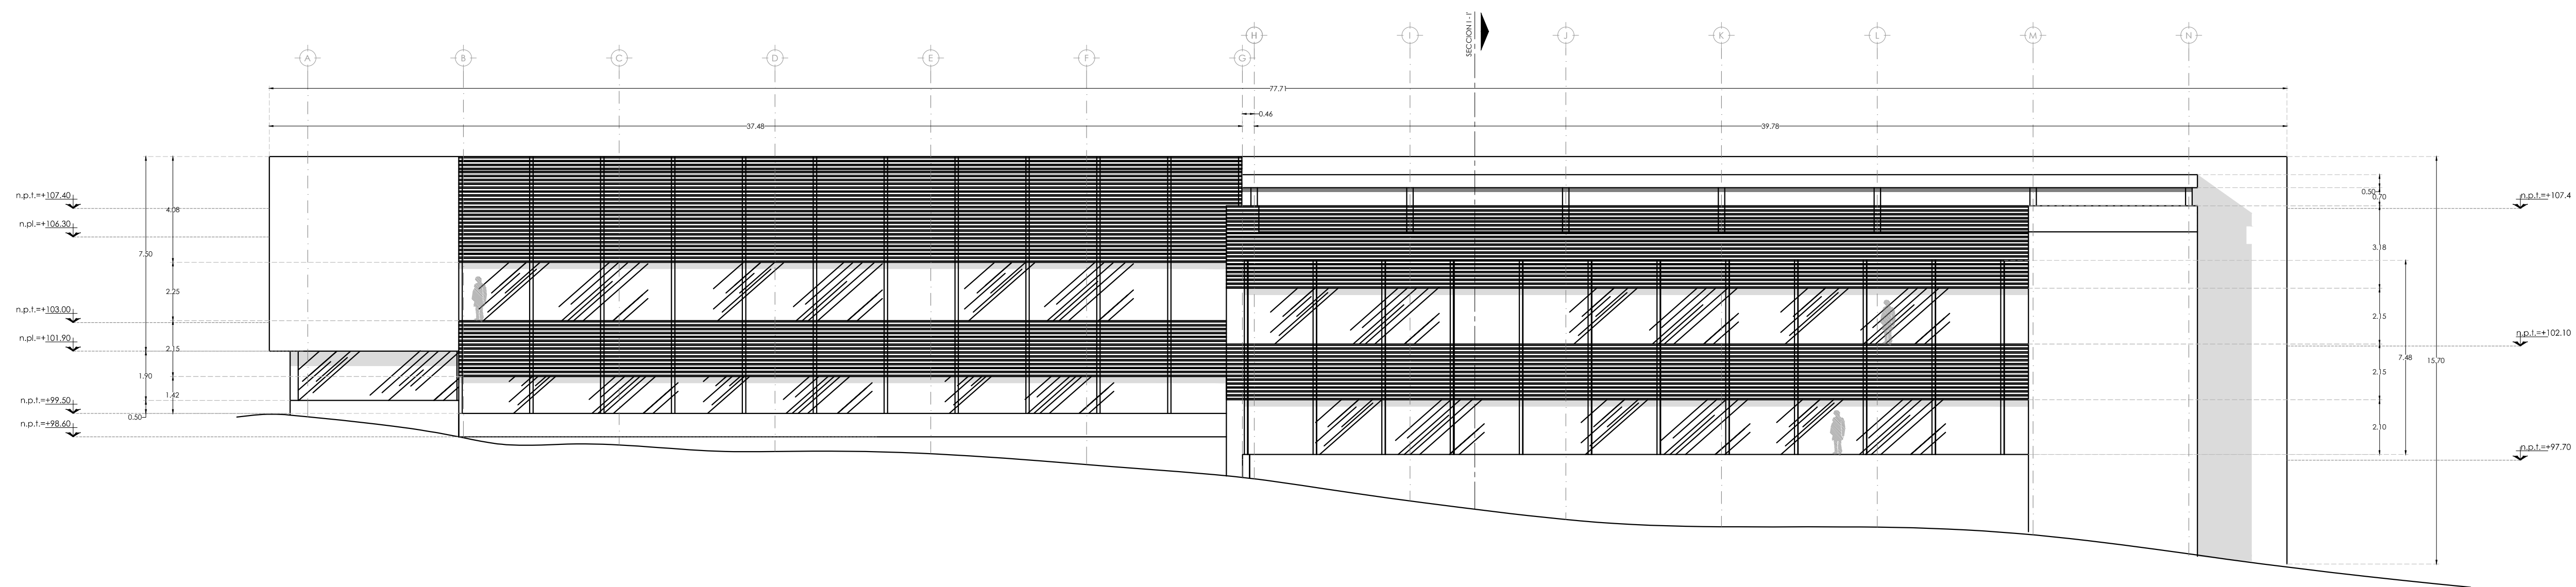 SECCION I - I'
H
I
J
K
L
M
N
A
B
C
D
E
F
G
77.71
0.46
37.48
39.78
n.p.t.=+107.40
n.pl.=+106.30
n.p.t.=+103.00
n.pl.=+101.90
n.p.t.=+99.50
n.p.t.=+98.60
7.50
1.90
0.50
4.08
2.25
2.15
1.42
0.50
0.70
3.18
2.15
2.15
2.10
7.48
15.70
n.p.t.=+107.4
n.p.t.=+102.10
n.p.t.=+97.70